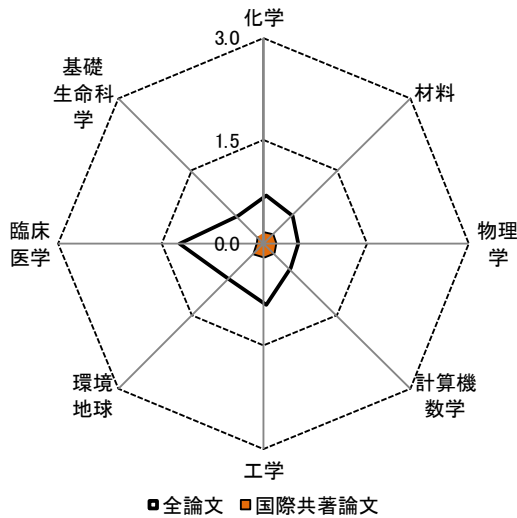 化学
3.0
基礎
生命科
学
材料
1.5
臨床
医学
0.0
物理
学
環境
地球
計算機
数学
工学
全論文 国際共著論文